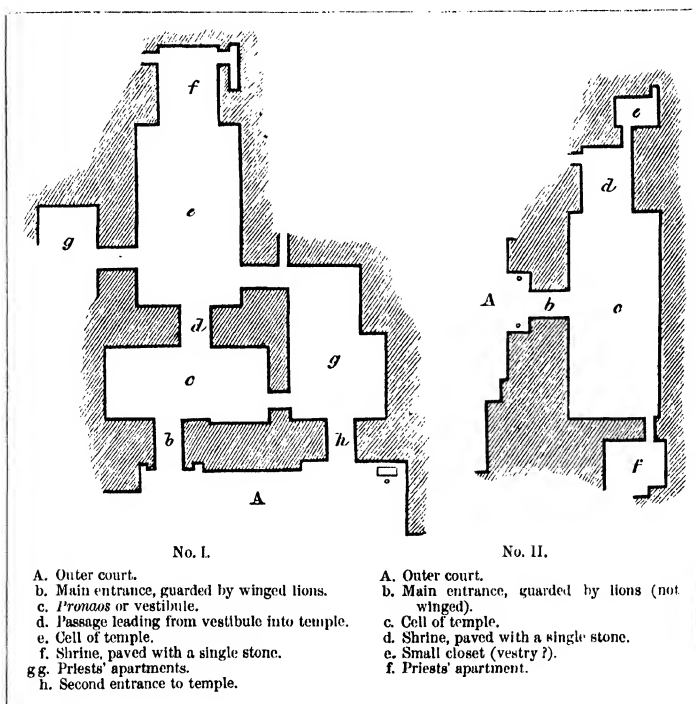 f
e
g
d
c
g
b
h
A
No. I.
A. Outer court.
b. Main entrance, guarded by winged lions.
c. Pronaos or vestibule.
d. Passage leading from vestibule into temple.
e. Cell of temple.
f. Shrine, paved with a single stone.
gg. Priests' apartments.
h. Second entrance to temple.
e
d
A
b
c
f
No. II.
A. Outer court.
b. Main entrance, guarded by lions (not
winged).
c. Cell of temple.
d. Shrine, paved with a single stone.
e. Small closet (vestry ?).
f. Priests' apartment.